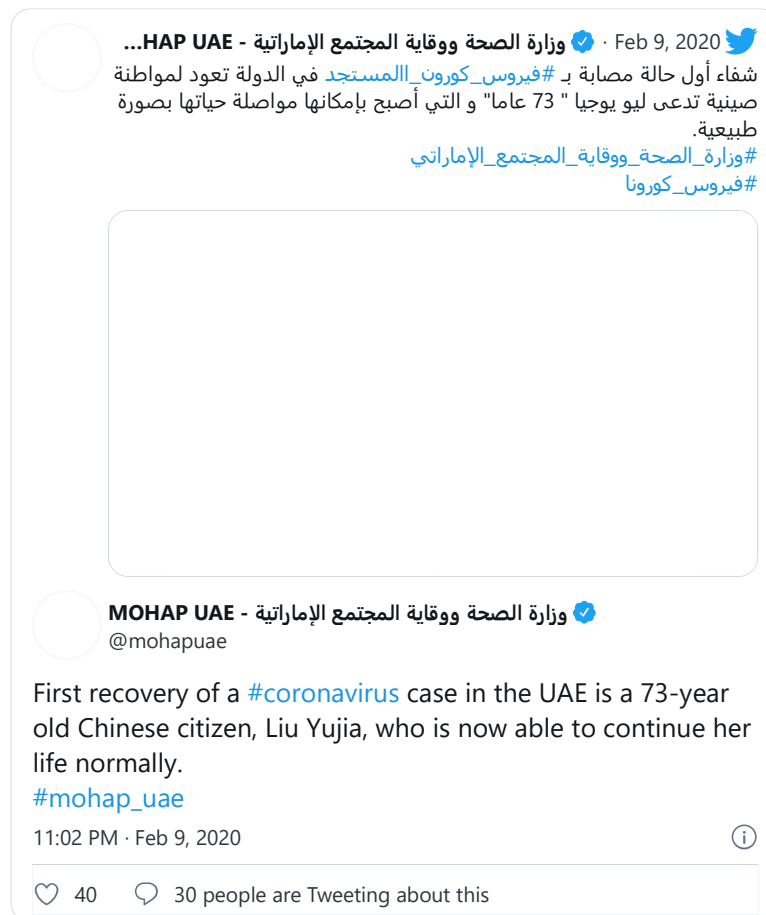 وزارة الصحة ووقاية المجتمع الإماراتية - HAP UAE... · Feb 9, 2020
شفاء أول حالة مصابة بـ #فيروس_كورون_االمستجد في الدولة تعود لمواطنة
صينية تدعى ليو يوجيا " 73 عاما" و التي أصبح بإمكانها مواصلة حياتها بصورة
طبيعية.
#وزارة_الصحة_ووقاية_المجتمع_الإماراتي
#فيروس_كورونا
MOHAP UAE - وزارة الصحة ووقاية المجتمع الإماراتية
@mohapuae
First recovery of a #coronavirus case in the UAE is a 73-year
old Chinese citizen, Liu Yujia, who is now able to continue her
life normally.
#mohap_uae
11:02 PM · Feb 9, 2020
40 30 people are Tweeting about this